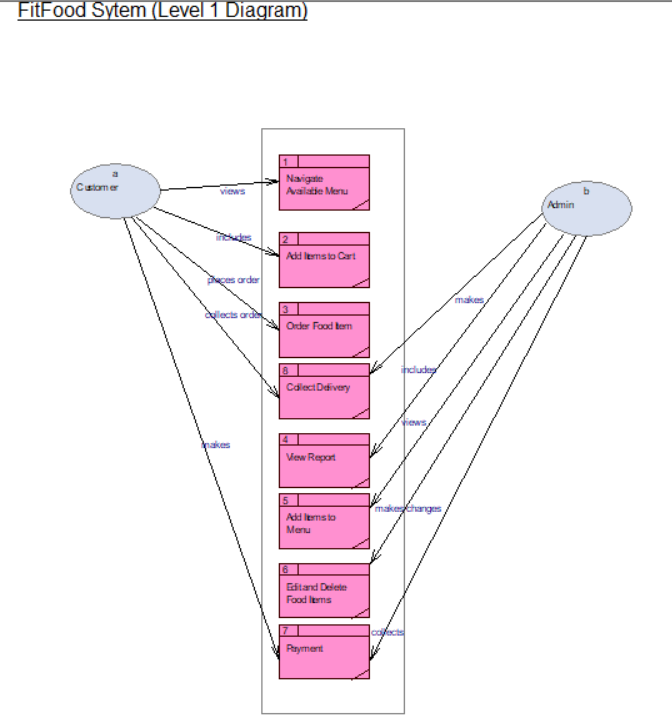 FitFood Sytem (Level 1 Diagram)
a
Customer
b
Admin
1
Navigate
Available Menu
views
2
Add Items to Cart
includes
places order
3
Order Food Item
collects order
makes
8
Collect Delivery
includes
4
View Report
views
makes
5
Add Items to
Menu
makes changes
6
Edit and Delete
Food Items
7
Payment
collects